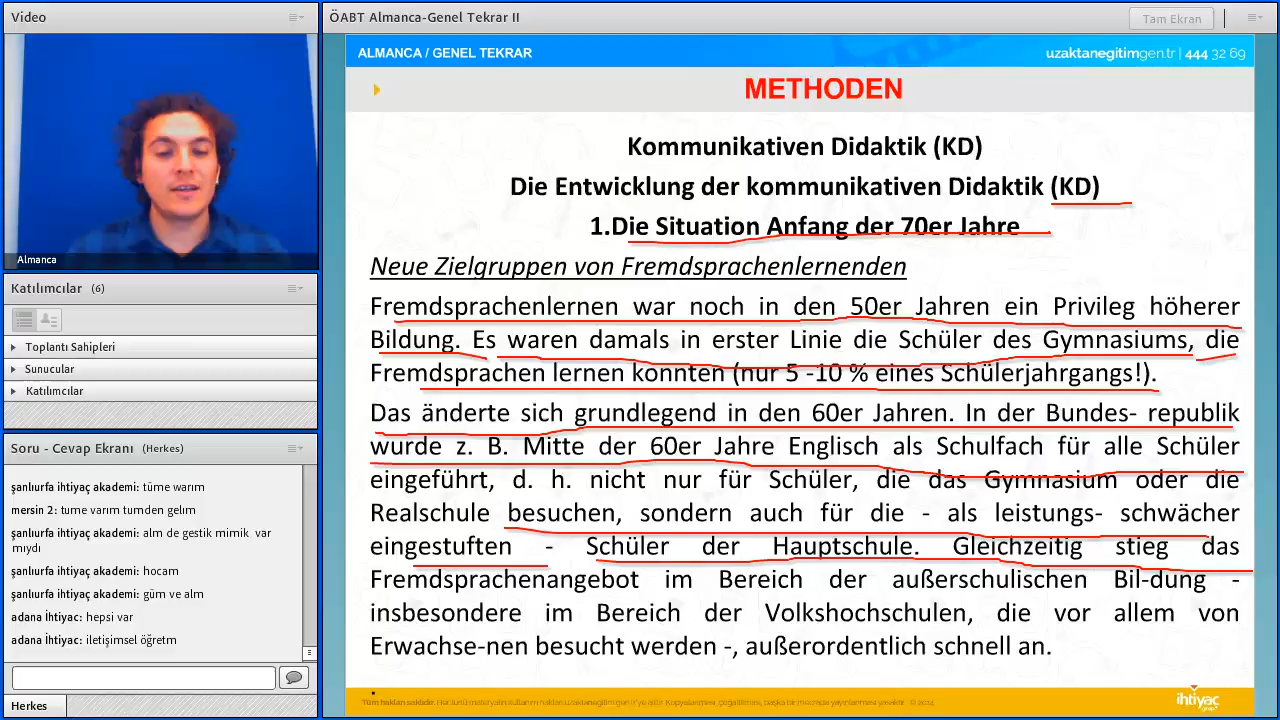 Video
ÖABT Almanca-Genel Tekrar II
Tam Ekran
Almanca
Katılımcılar (6)
Toplantı Sahipleri
Sunucular
Katılımcılar
Soru - Cevap Ekranı (Herkes)
şanlıurfa ihtiyaç akademi: tüme warım
mersin 2: tume varım tumden gelım
şanlıurfa ihtiyaç akademi: alm de gestik mimik var
mıydı
şanlıurfa ihtiyaç akademi: hocam
şanlıurfa ihtiyaç akademi: güm ve alm
adana İhtiyac: hepsi var
adana İhtiyac: iletişimsel öğretm
Herkes
ALMANCA / GENEL TEKRAR
uzaktanegitimgen.tr | 444 32 69
METHODEN
Kommunikativen Didaktik (KD)
Die Entwicklung der kommunikativen Didaktik (KD)
1.Die Situation Anfang der 70er Jahre
Neue Zielgruppen von Fremdsprachenlernenden
Fremdsprachenlernen war noch in den 50er Jahren ein Privileg höherer
Bildung. Es waren damals in erster Linie die Schüler des Gymnasiums, die
Fremdsprachen lernen konnten (nur 5 -10 % eines Schülerjahrgangs!).
Das änderte sich grundlegend in den 60er Jahren. In der Bundes- republik
wurde z. B. Mitte der 60er Jahre Englisch als Schulfach für alle Schüler
eingeführt, d. h. nicht nur für Schüler, die das Gymnasium oder die
Realschule besuchen, sondern auch für die - als leistungs- schwächer
eingestuften - Schüler der Hauptschule. Gleichzeitig stieg das
Fremdsprachenangebot im Bereich der außerschulischen Bil-dung -
insbesondere im Bereich der Volkshochschulen, die vor allem von
Erwachse-nen besucht werden -, außerordentlich schnell an.
Tüm hakları saklıdır.
© 2014
ihtiyaç